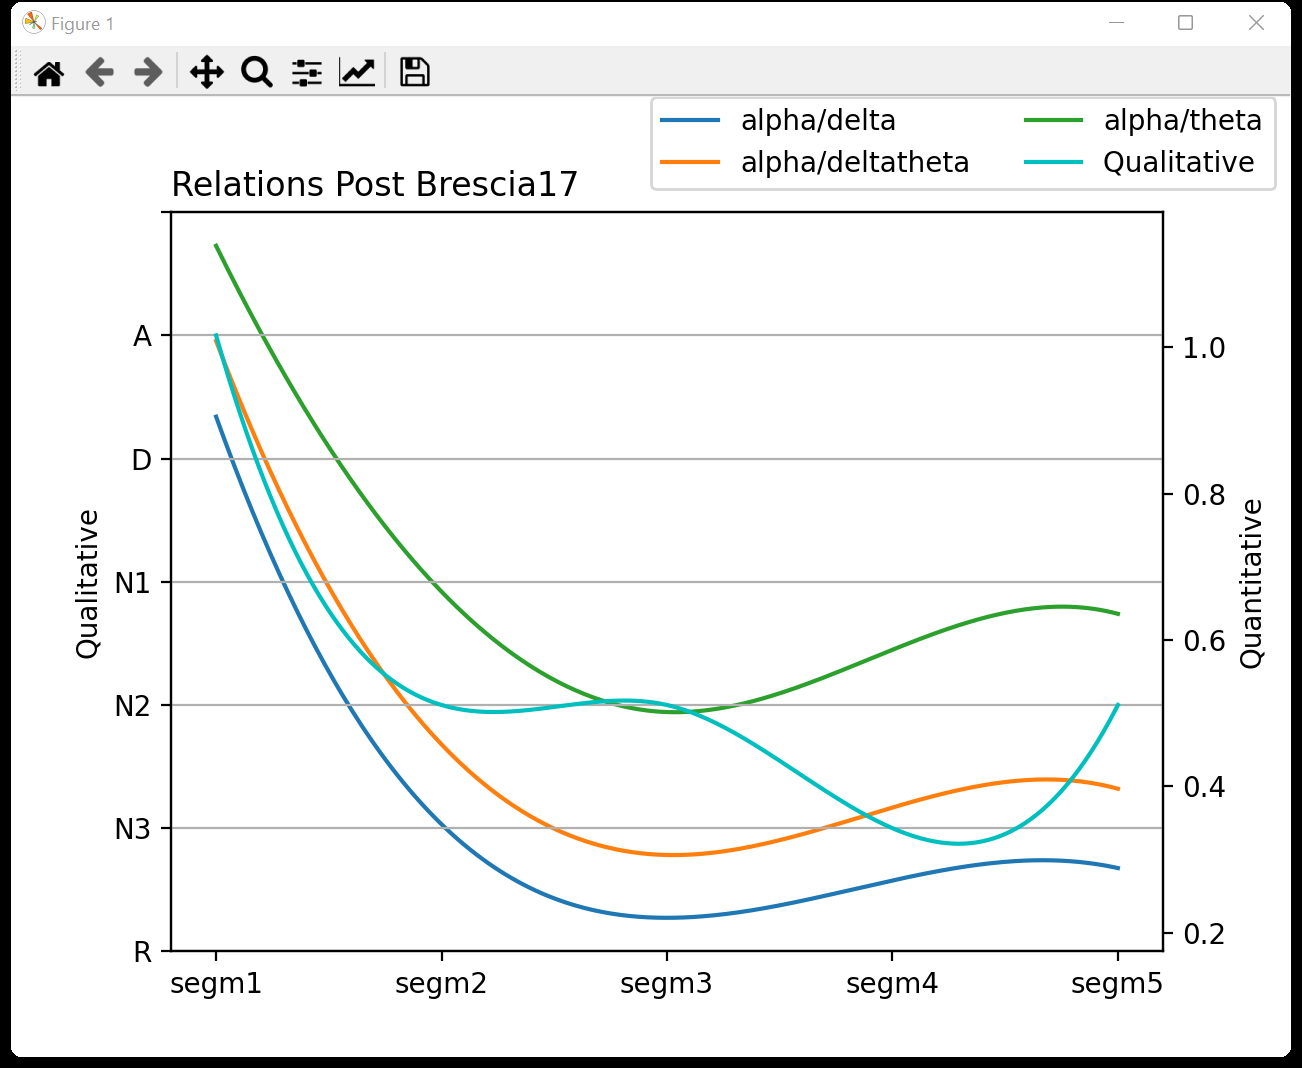 Figure 1
alpha/delta
alpha/theta
alpha/deltatheta
Qualitative
Relations Post Brescia17
A
D
N1
N2
N3
R
Qualitative
1.0
0.8
0.6
0.4
0.2
Quantitative
segm1 segm2 segm3 segm4 segm5